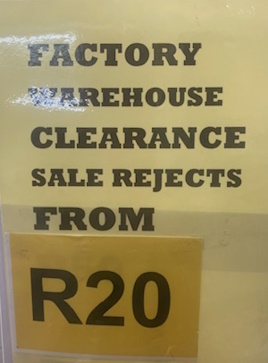 FACTORY
WAREHOUSE
CLEARANCE
SALE REJECTS
FROM
R20